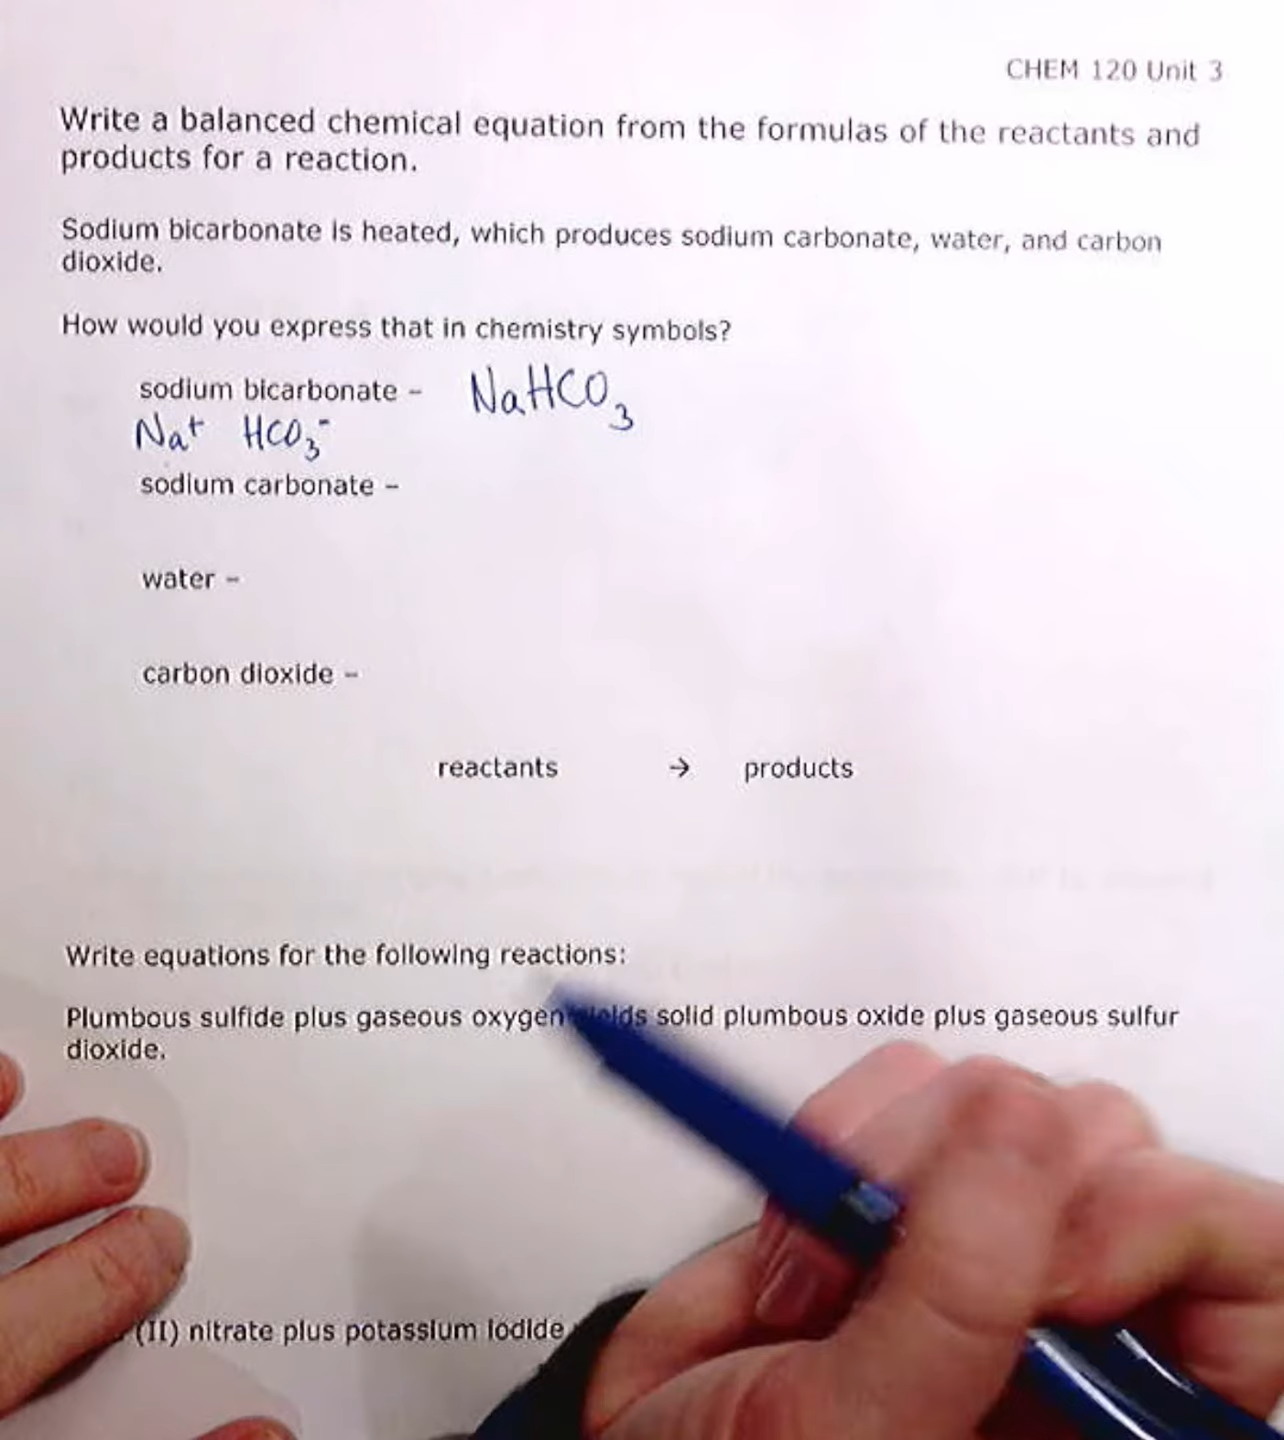 CHEM 120 Unit 3
Write a balanced chemical equation from the formulas of the reactants and
products for a reaction.
Sodium bicarbonate is heated, which produces sodium carbonate, water, and carbon
dioxide.
How would you express that in chemistry symbols?
sodium bicarbonate – NaHCO₃
Na⁺ HCO₃⁻
sodium carbonate –
water –
carbon dioxide –
reactants → products
Write equations for the following reactions:
Plumbous sulfide plus gaseous oxygen solid plumbous oxide plus gaseous sulfur
dioxide.
(II) nitrate plus potassium iodide